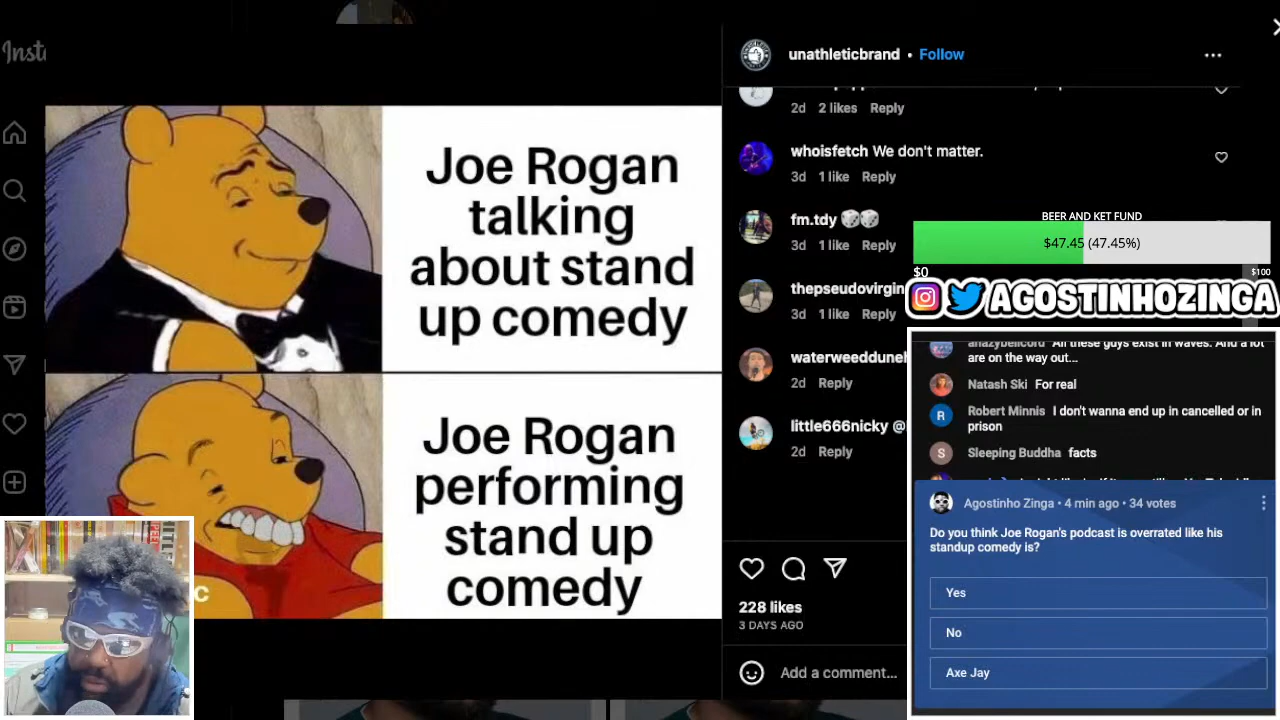 Insta
unathleticbrand • Follow
2d 2 likes Reply
whoisfetch We don't matter.
3d 1 like Reply
fm.tdy 🎲🎲
3d 1 like Reply
thepseudovirgin
3d 1 like Reply
waterweedduneh
2d Reply
little666nicky @
2d Reply
228 likes
3 DAYS AGO
Add a comment...
Joe Rogan
talking
about stand
up comedy
Joe Rogan
performing
stand up
comedy
C
BEER AND KET FUND
$47.45 (47.45%)
$0
$100
AGOSTINHOZINGA
All these guys exist in waves. And a lot
are on the way out...
Natash Ski For real
R
Robert Minnis I don't wanna end up in cancelled or in
prison
S
Sleeping Buddha facts
Agostinho Zinga • 4 min ago • 34 votes
Do you think Joe Rogan's podcast is overrated like his
standup comedy is?
Yes
No
Axe Jay